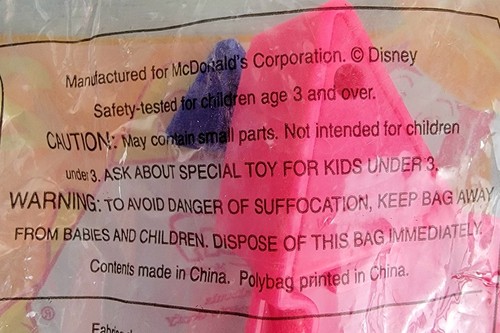 Manufactured for McDonald's Corporation. © Disney
Safety-tested for children age 3 and over.
CAUTION: May contain small parts. Not intended for children
under 3. ASK ABOUT SPECIAL TOY FOR KIDS UNDER 3.
WARNING: TO AVOID DANGER OF SUFFOCATION, KEEP BAG AWAY
FROM BABIES AND CHILDREN. DISPOSE OF THIS BAG IMMEDIATELY.
Contents made in China. Polybag printed in China.
®